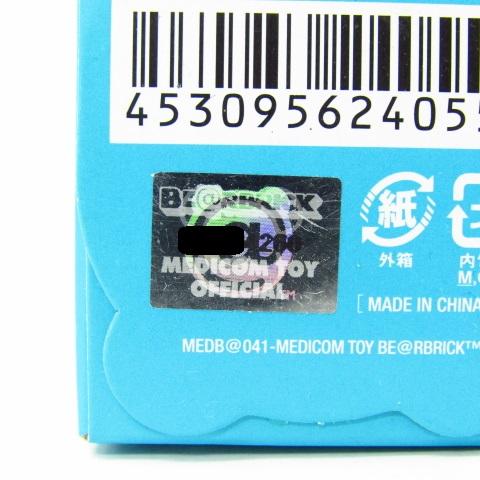 453095624055
BE@RBRICK
200
MEDICOM TOY
OFFICIAL
紙
外箱
内
M,
[ MADE IN CHINA
MEDB@041-MEDICOM TOY BE@RBRICK™